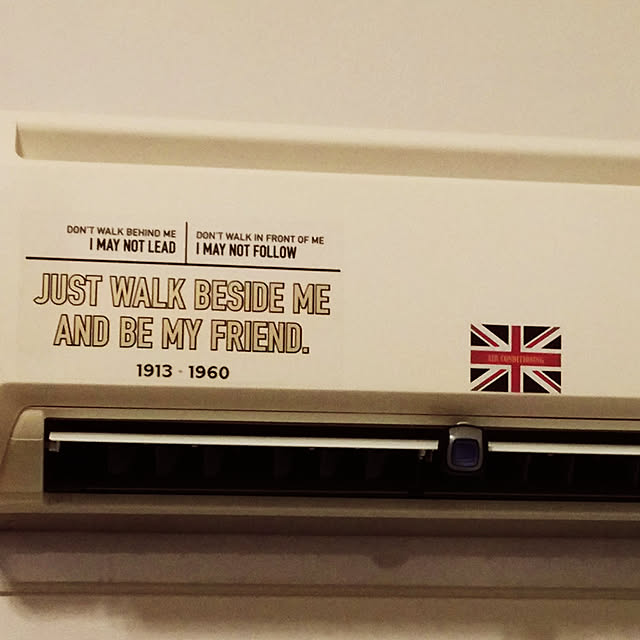 DON'T WALK BEHIND ME
I MAY NOT LEAD
DON'T WALK IN FRONT OF ME
I MAY NOT FOLLOW
JUST WALK BESIDE ME
AND BE MY FRIEND.
1913 - 1960
AIR CONDITIONING